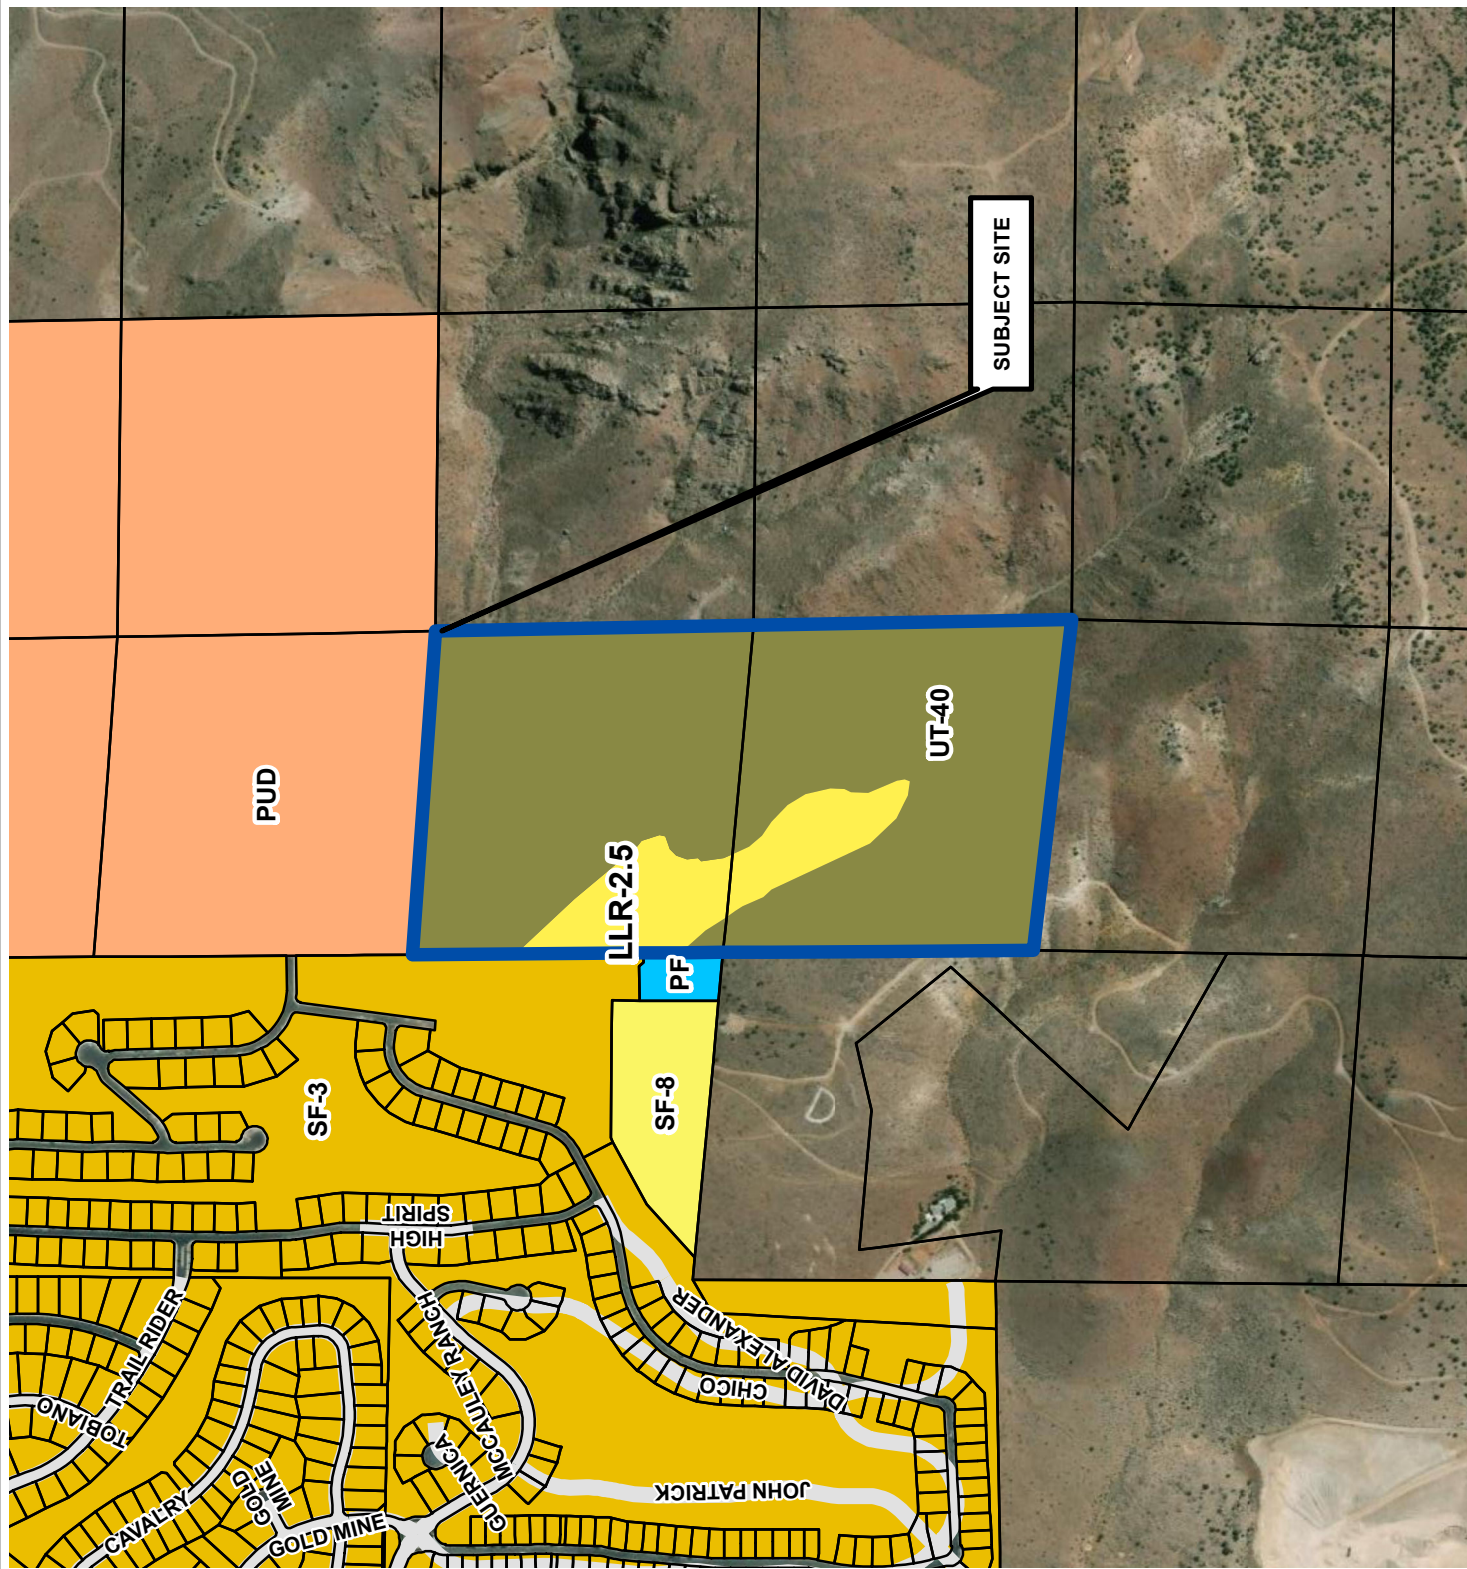 SUBJECT SITE
PUD
UT-40
LLR-2.5
PF
SF-8
SF-3
HIGH
SPIRIT
TRAIL RIDER
TOBIANO
MCCAULEY RANCH
DAVID ALEXANDER
CHICO
GUERNICA
JOHN PATRICK
CAVALRY
GOLD
MINE
GOLD MINE